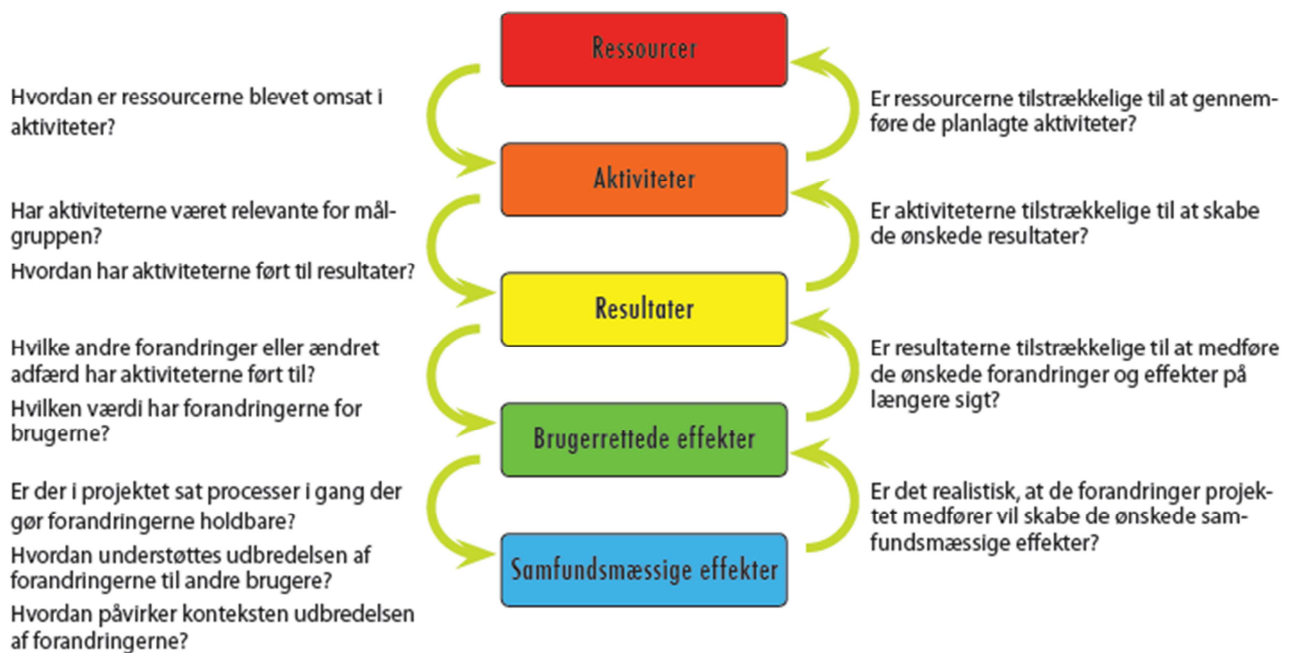 Ressourcer
Hvordan er ressourcerne blevet omsat i
aktiviteter?
Er ressourcerne tilstrækkelige til at gennem-
føre de planlagte aktiviteter?
Aktiviteter
Har aktiviteterne været relevante for mål-
gruppen?
Hvordan har aktiviteterne ført til resultater?
Er aktiviteterne tilstrækkelige til at skabe
de ønskede resultater?
Resultater
Hvilke andre forandringer eller ændret
adfærd har aktiviteterne ført til?
Hvilken værdi har forandringerne for
brugerne?
Er resultaterne tilstrækkelige til at medføre
de ønskede forandringer og effekter på
længere sigt?
Brugerrettede effekter
Er der i projektet sat processer i gang der
gør forandringerne holdbare?
Hvordan understøttes udbredelsen af
forandringerne til andre brugere?
Hvordan påvirker konteksten udbredelsen
af forandringerne?
Er det realistisk, at de forandringer projek-
tet medfører vil skabe de ønskede sam-
fundsmæssige effekter?
Samfundsmæssige effekter